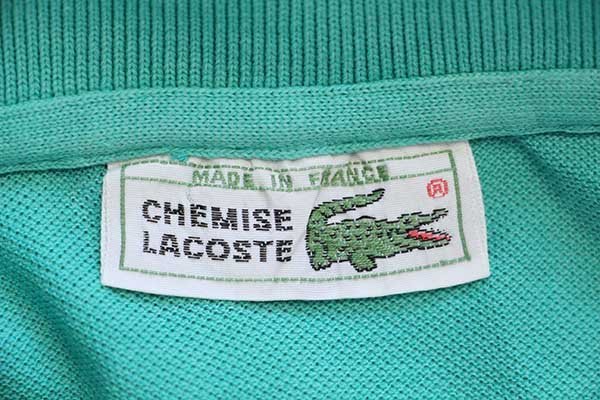 MADE IN FRANCE
CHEMISE
LACOSTE
®